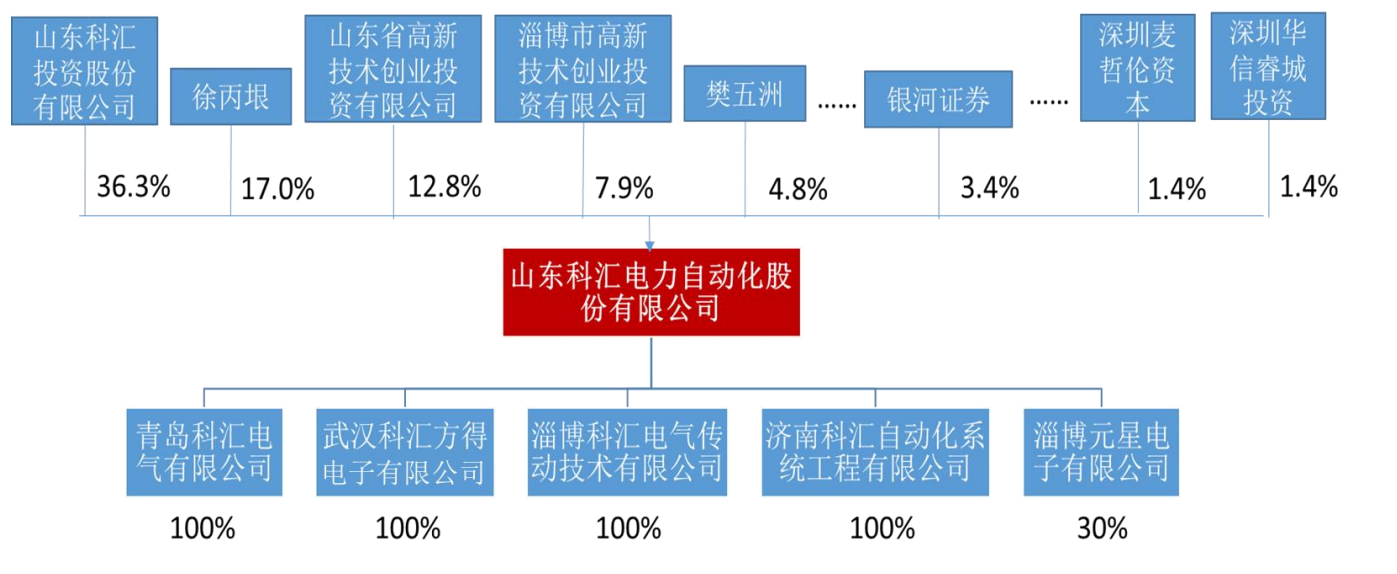 山东科汇
投资股份
有限公司
徐丙垠
山东省高新
技术创业投
资有限公司
淄博市高新
技术创业投
资有限公司
樊五洲
......
银河证券
......
深圳麦
哲伦资
本
深圳华
信睿城
投资
36.3%
17.0%
12.8%
7.9%
4.8%
3.4%
1.4%
1.4%
山东科汇电力自动化股
份有限公司
青岛科汇电
气有限公司
武汉科汇方得
电子有限公司
淄博科汇电气传
动技术有限公司
济南科汇自动化系
统工程有限公司
淄博元星电
子有限公司
100%
100%
100%
100%
30%